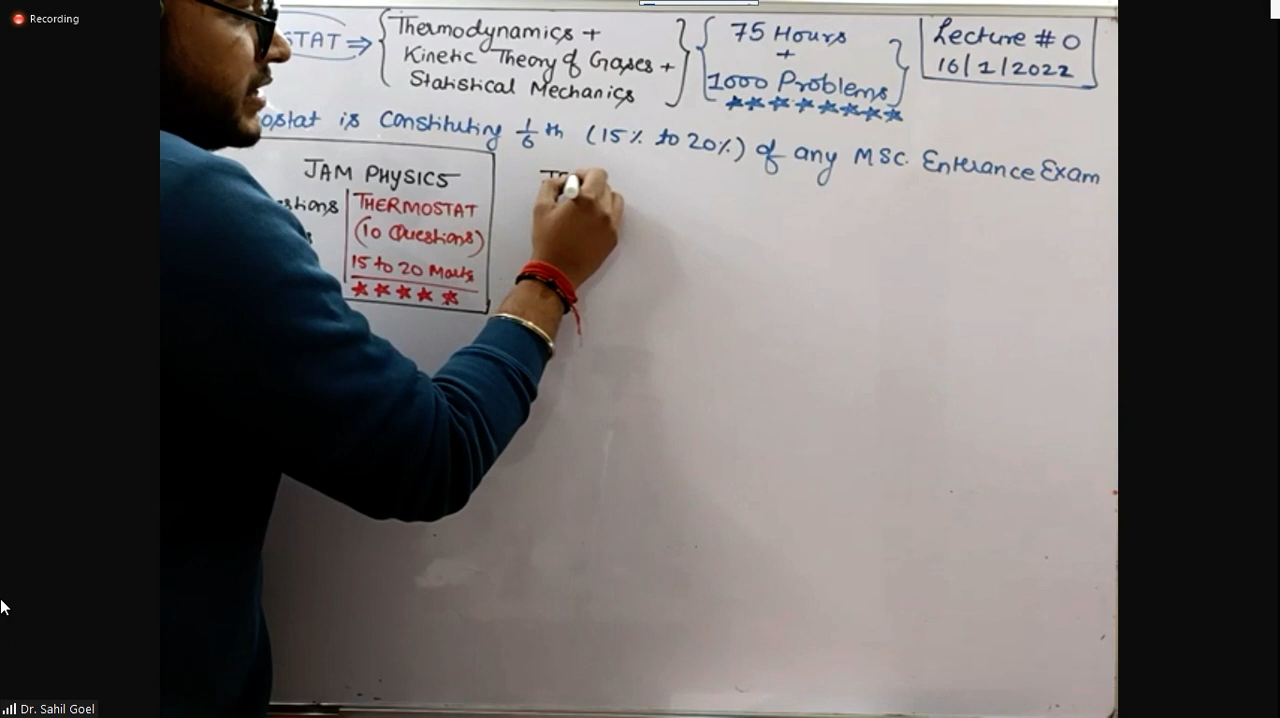 Recording
STAT ⇒ { Thermodynamics +
Kinetic Theory of Gases +
Statistical Mechanics }
{ 75 Hours
+
1000 Problems }
Lecture # 0
16/1/2022
ostat is constituting 1/6 th (15% to 20%) of any MSC. Entrance Exam
JAM PHYSICS
stions
THERMOSTAT
(10 Questions)
15 to 20 Marks
Dr. Sahil Goel